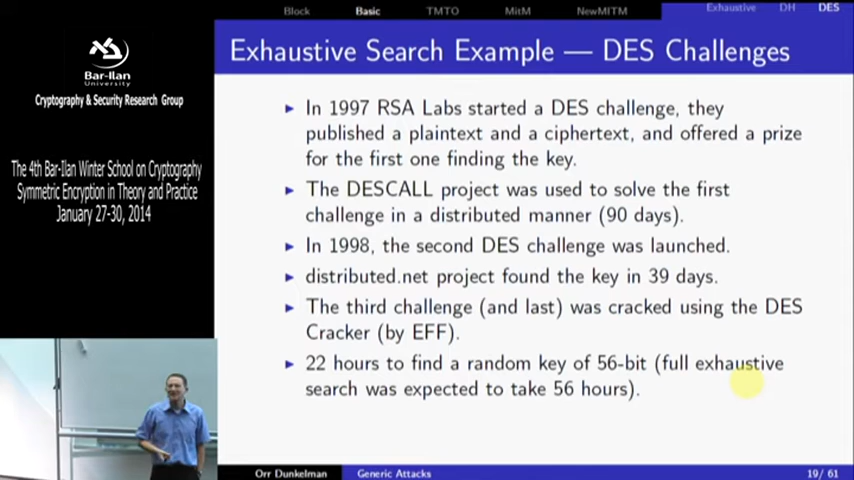 Block Basic TMTO MitM NewMITM Exhaustive DH DES
Bar-Ilan
University
Cryptography & Security Research Group
The 4th Bar-Ilan Winter School on Cryptography
Symmetric Encryption in Theory and Practice
January 27-30, 2014
Exhaustive Search Example — DES Challenges
▶ In 1997 RSA Labs started a DES challenge, they
published a plaintext and a ciphertext, and offered a prize
for the first one finding the key.
▶ The DESCALL project was used to solve the first
challenge in a distributed manner (90 days).
▶ In 1998, the second DES challenge was launched.
▶ distributed.net project found the key in 39 days.
▶ The third challenge (and last) was cracked using the DES
Cracker (by EFF).
▶ 22 hours to find a random key of 56-bit (full exhaustive
search was expected to take 56 hours).
Orr Dunkelman Generic Attacks 19/ 61